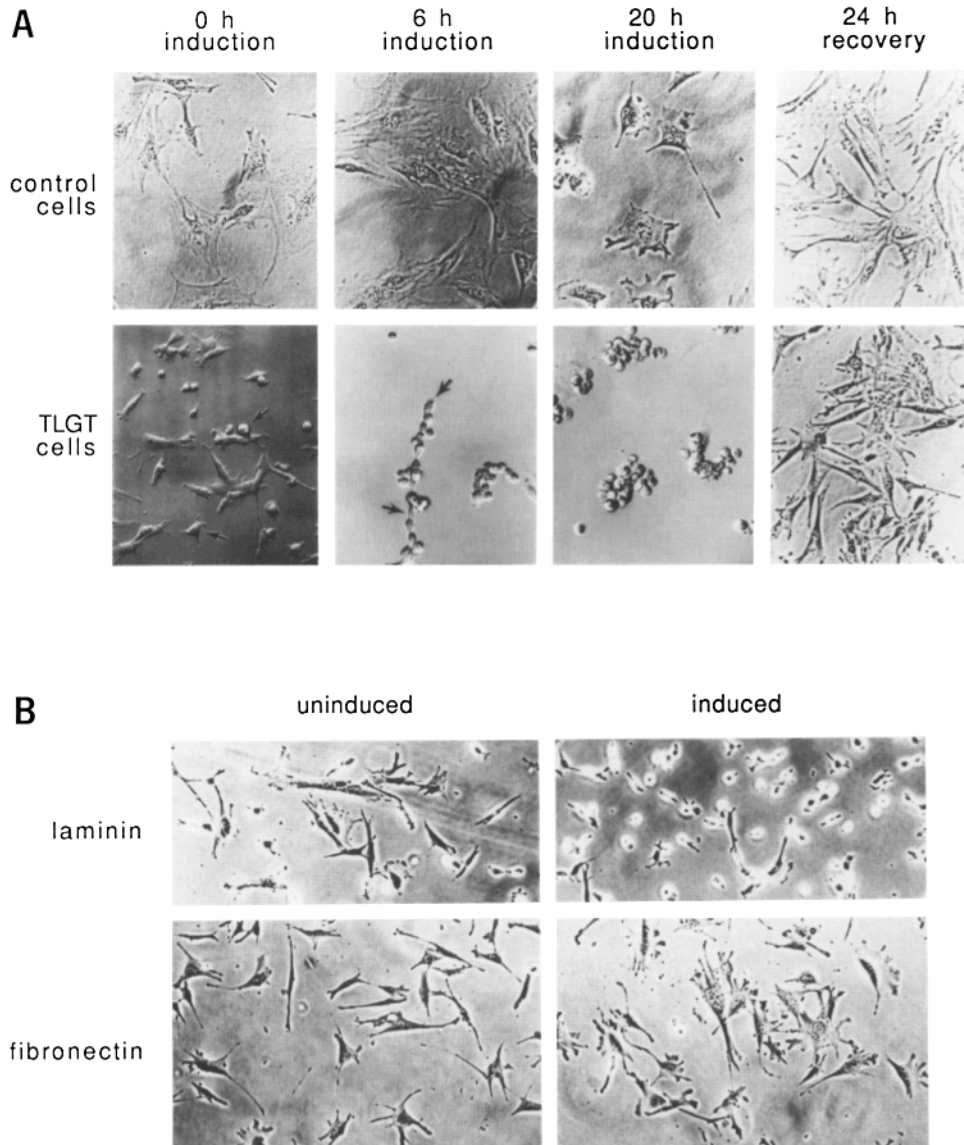 A
0 h
induction
6 h
induction
20 h
induction
24 h
recovery
control
cells
TLGT
cells
B
uninduced
induced
laminin
fibronectin